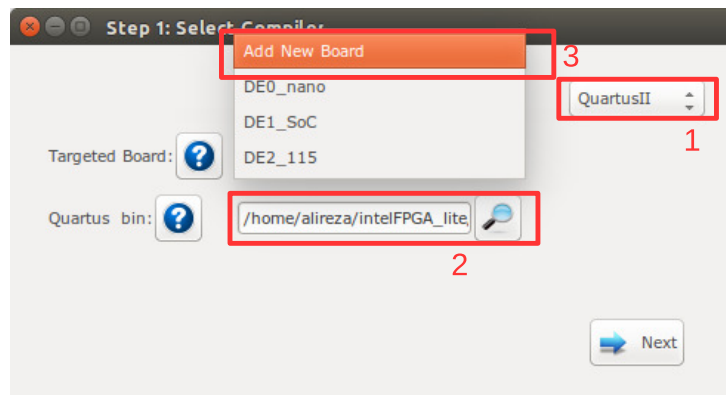 Step 1: Select Compiler
Add New Board
3
DE0_nano
QuartusII
DE1_SoC
1
Targeted Board:
DE2_115
Quartus bin:
/home/alireza/intelFPGA_lite,
2
Next